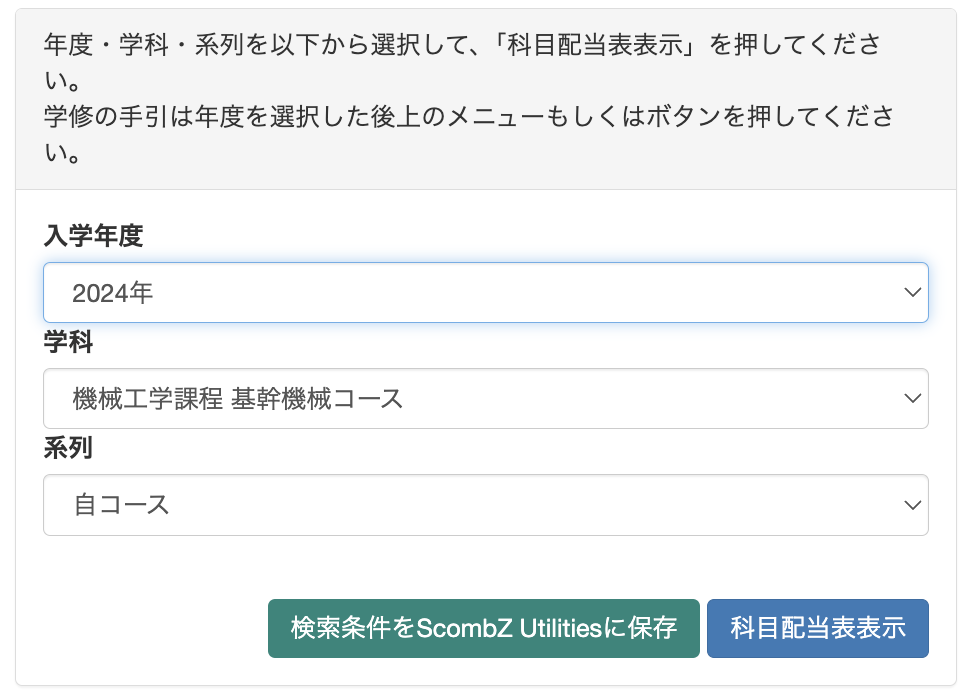 年度・学科・系列を以下から選択して、「科目配当表表示」を押してくださ
い。
学修の手引は年度を選択した後上のメニューもしくはボタンを押してくださ
い。
入学年度
2024年
学科
機械工学課程 基幹機械コース
系列
自コース
検索条件をScombZ Utilitiesに保存
科目配当表表示